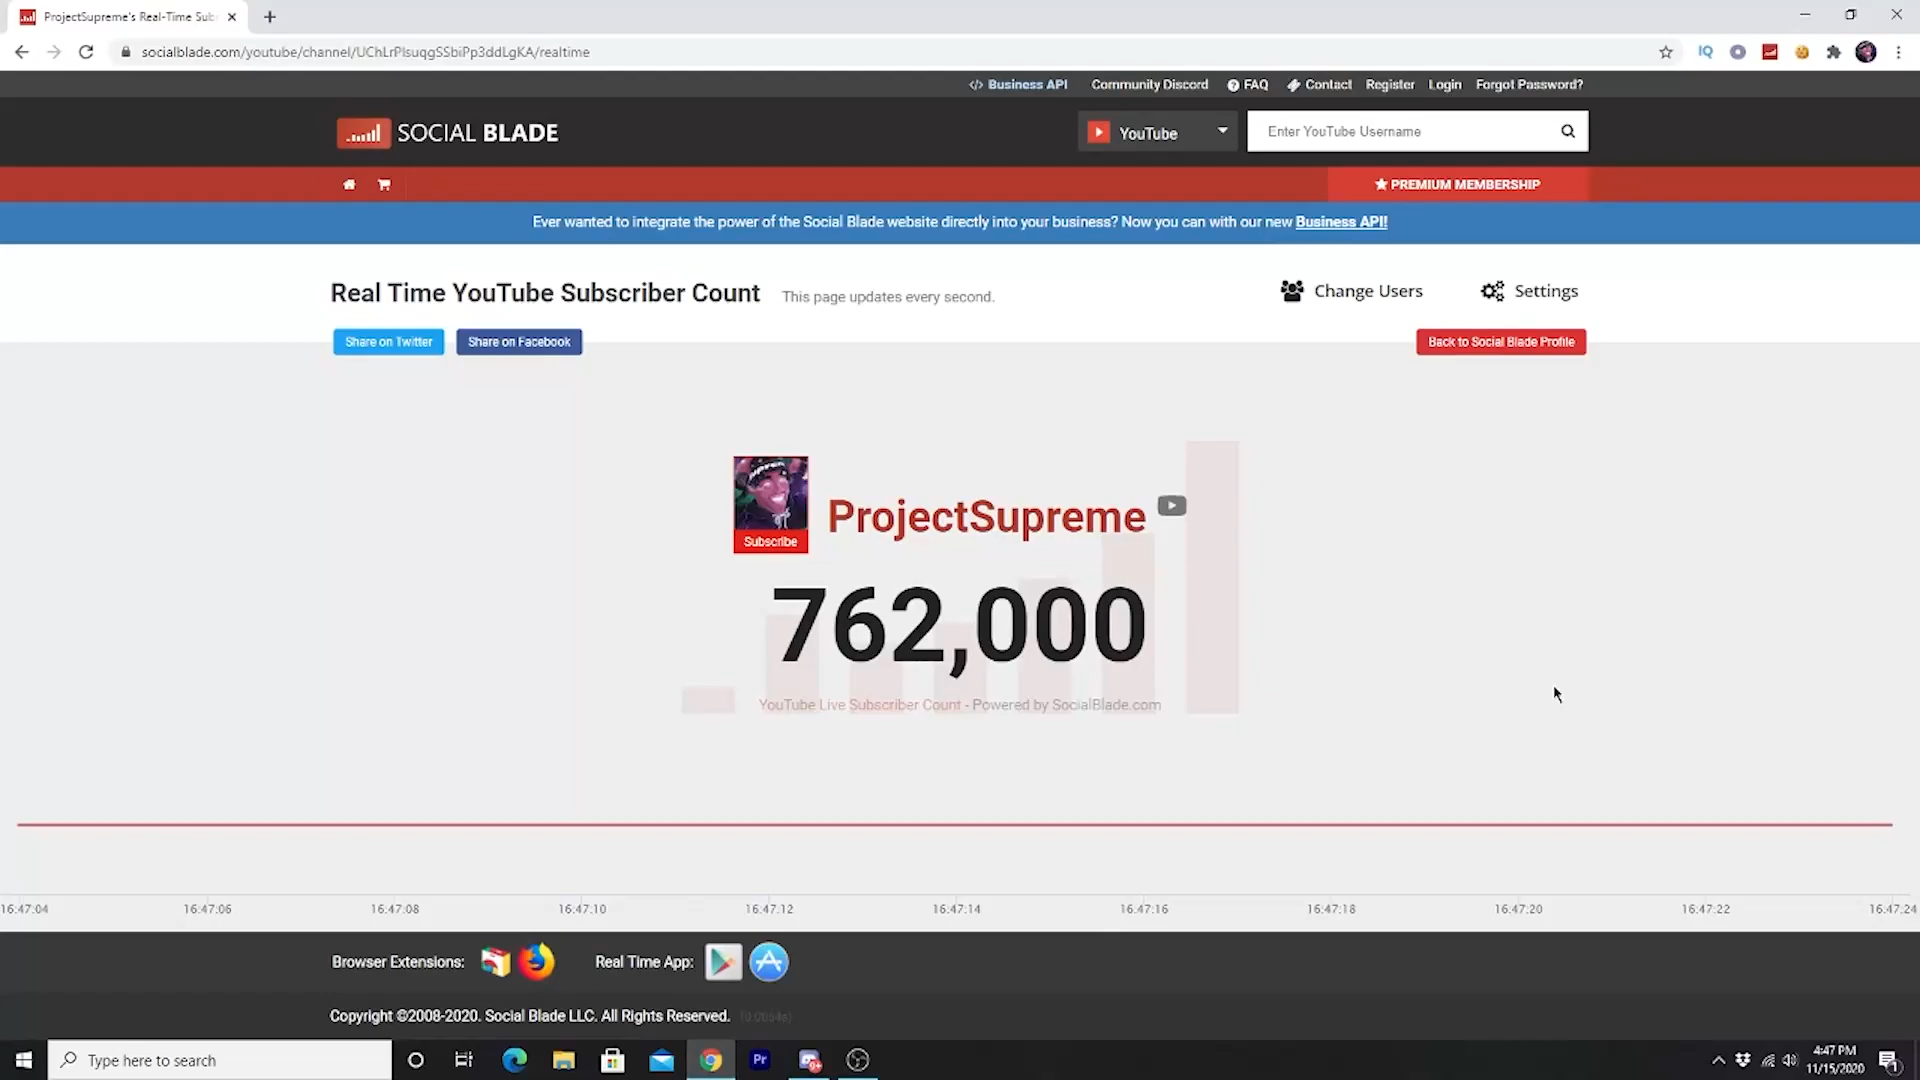 ProjectSupreme's Real-Time Sub
socialblade.com/youtube/channel/UChLrPlsuqgSSbiPp3ddLgKA/realtime
IQ
</> Business API Community Discord FAQ Contact Register Login Forgot Password?
SOCIAL BLADE
YouTube
Enter YouTube Username
PREMIUM MEMBERSHIP
Ever wanted to integrate the power of the Social Blade website directly into your business? Now you can with our new Business API!
Real Time YouTube Subscriber Count This page updates every second.
Change Users
Settings
Share on Twitter
Share on Facebook
Back to Social Blade Profile
ProjectSupreme
Subscribe
762,000
YouTube Live Subscriber Count - Powered by SocialBlade.com
16:47:04 16:47:06 16:47:08 16:47:10 16:47:12 16:47:14 16:47:16 16:47:18 16:47:20 16:47:22 16:47:24
Browser Extensions:
Real Time App:
Copyright ©2008-2020. Social Blade LLC. All Rights Reserved.
Type here to search
Pr
4:47 PM
11/15/2020